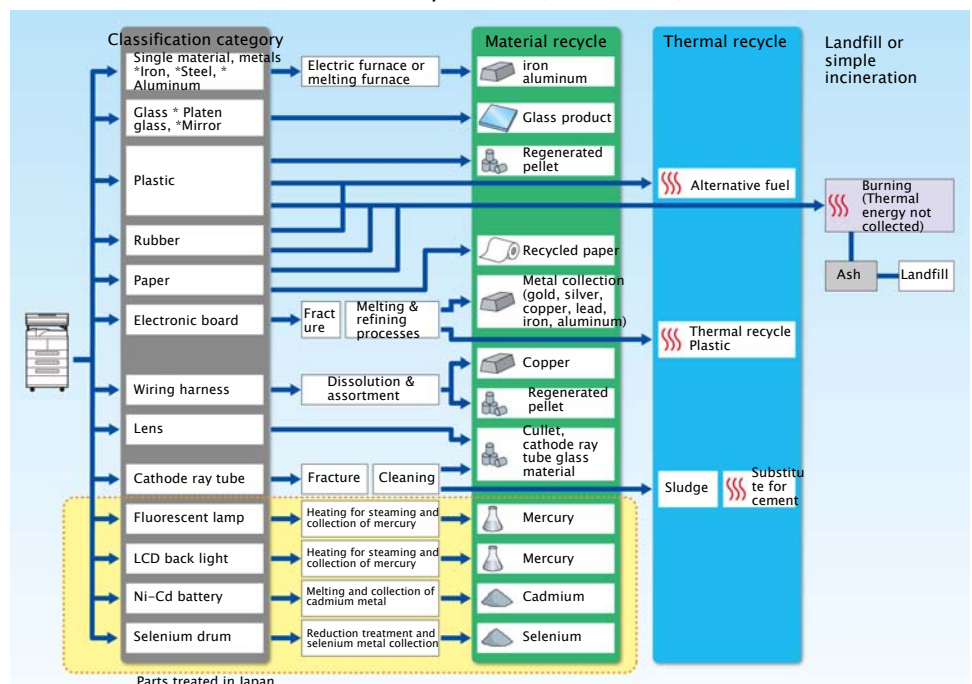 Classification category
Material recycle
Thermal recycle
Landfill or
simple
incineration
Single material, metals
*Iron, *Steel, *
Aluminum
Electric furnace or
melting furnace
iron
aluminum
Glass * Platen
glass, *Mirror
Glass product
Plastic
Regenerated
pellet
Alternative fuel
Burning
(Thermal
energy not
collected)
Rubber
Recycled paper
Paper
Ash
Landfill
Electronic board
Fract
ure
Melting &
refining
processes
Metal collection
(gold, silver,
copper, lead,
iron, aluminum)
Thermal recycle
Plastic
Wiring harness
Dissolution &
assortment
Copper
Regenerated
pellet
Lens
Cullet,
cathode ray
tube glass
material
Cathode ray tube
Fracture
Cleaning
Sludge
Substitu
te for
cement
Fluorescent lamp
Heating for steaming and
collection of mercury
Mercury
LCD back light
Heating for steaming and
collection of mercury
Mercury
Ni-Cd battery
Melting and collection of
cadmium metal
Cadmium
Selenium drum
Reduction treatment and
selenium metal collection
Selenium
Parts treated in Japan